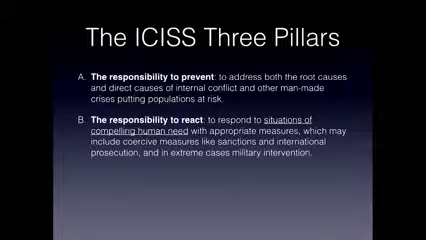 The ICISS Three Pillars
A. The responsibility to prevent: to address both the root causes
and direct causes of internal conflict and other man-made
crises putting populations at risk.
B. The responsibility to react: to respond to situations of
compelling human need with appropriate measures, which may
include coercive measures like sanctions and international
prosecution, and in extreme cases military intervention.